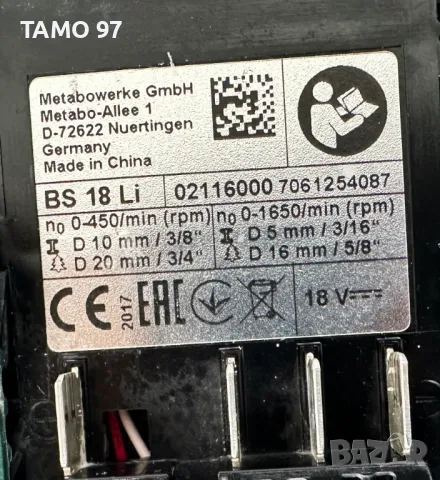 TAMO 97
Metabowerke GmbH
Metabo-Allee 1
D-72622 Nuertingen
Germany
Made in China
BS 18 Li 02116000 7061254087
n0 0-450/min (rpm) n0 0-1650/min (rpm)
D 10 mm / 3/8" D 5 mm / 3/16"
D 20 mm / 3/4" D 16 mm / 5/8"
CE 2017 EAC 18 V
BAZAR